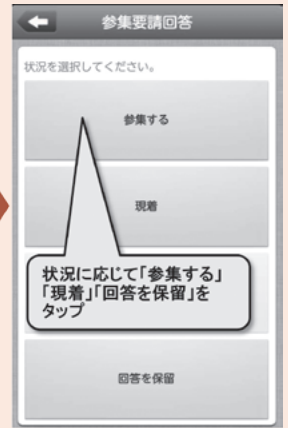 参集要請回答
状況を選択してください。
参集する
現着
状況に応じて「参集する」
「現着」「回答を保留」を
タップ
回答を保留